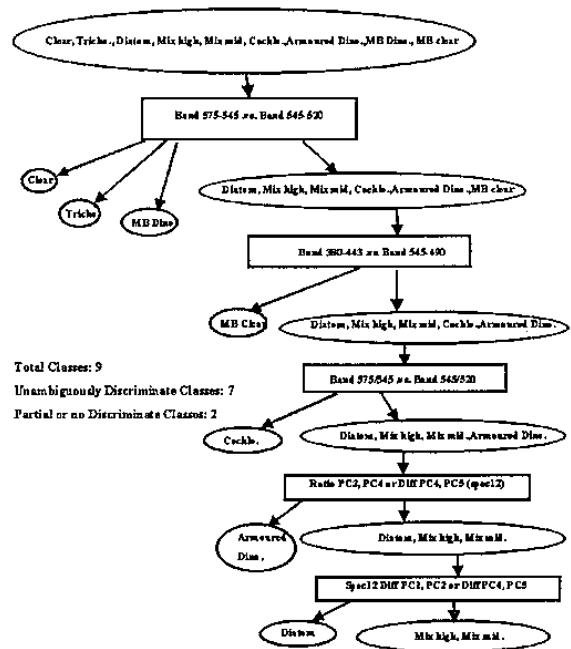 Clear, Tricho., Diatom, Mix high, Mix mid, Cochlo., Armoured Dino., MB Dino., MB clear
Band 575-545 .vs. Band 545-520
Clear
Tricho
MB Dino
Diatom, Mix high, Mix mid, Cochlo., Armoured Dino., MB clear
Band 380-443 .vs. Band 545-490
MB Clear
Diatom, Mix high, Mix mid, Cochlo., Armoured Dino.
Total Classes: 9
Unambiguously Discriminate Classes: 7
Partial or no Discriminate Classes: 2
Band 575/545 .vs. Band 545/520
Cochlo.
Diatom, Mix high, Mix mid., Armoured Dino.
Ratio PC2, PC4 or Diff PC4, PC5 (spec12)
Armoured
Dino.
Diatom, Mix high, Mix mid.
Spec12 Diff PC1, PC2 or Diff PC4, PC5
Diatom
Mix high, Mix mid.